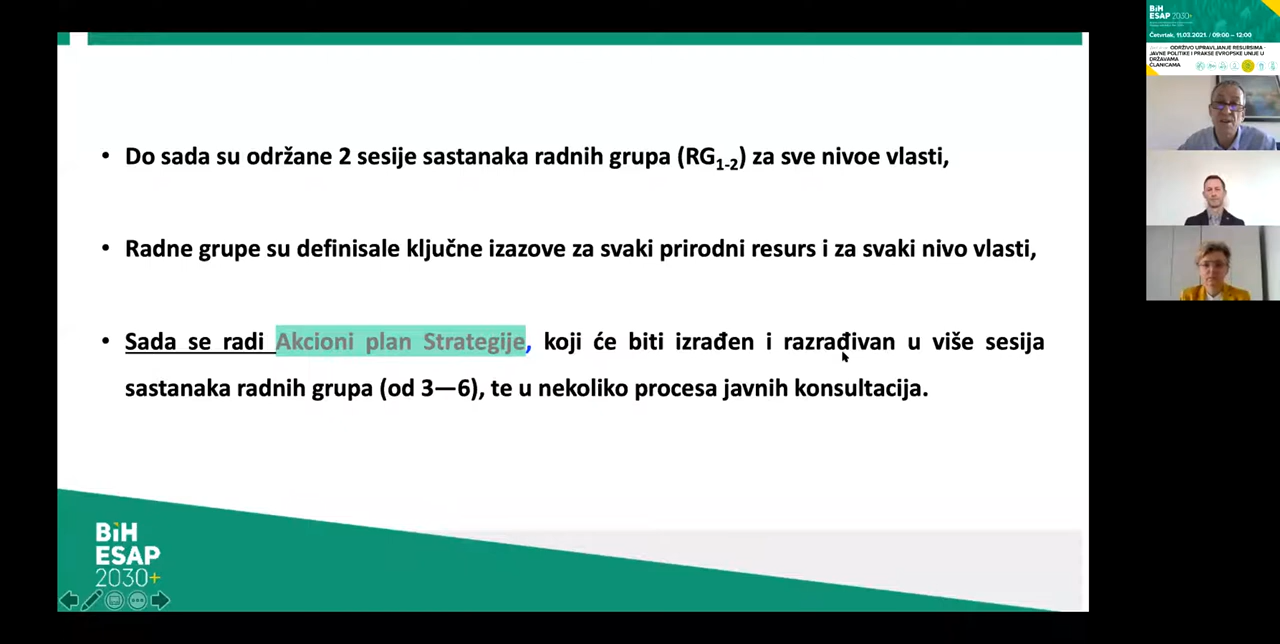 • Do sada su održane 2 sesije sastanaka radnih grupa (RG1-2) za sve nivoe vlasti,
• Radne grupe su definisale ključne izazove za svaki prirodni resurs i za svaki nivo vlasti,
• Sada se radi Akcioni plan Strategije, koji će biti izrađen i razrađivan u više sesija
sastanaka radnih grupa (od 3—6), te u nekoliko procesa javnih konsultacija.
BiH
ESAP
2030+
BiH
ESAP 2030+
Četvrtak, 11.03.2021. / 09:00 – 12:00
ODRŽIVO UPRAVLJANJE RESURSIMA -
JAVNE POLITIKE I PRAKSE EVROPSKE UNIJE U
DRŽAVAMA
ČLANICAMA